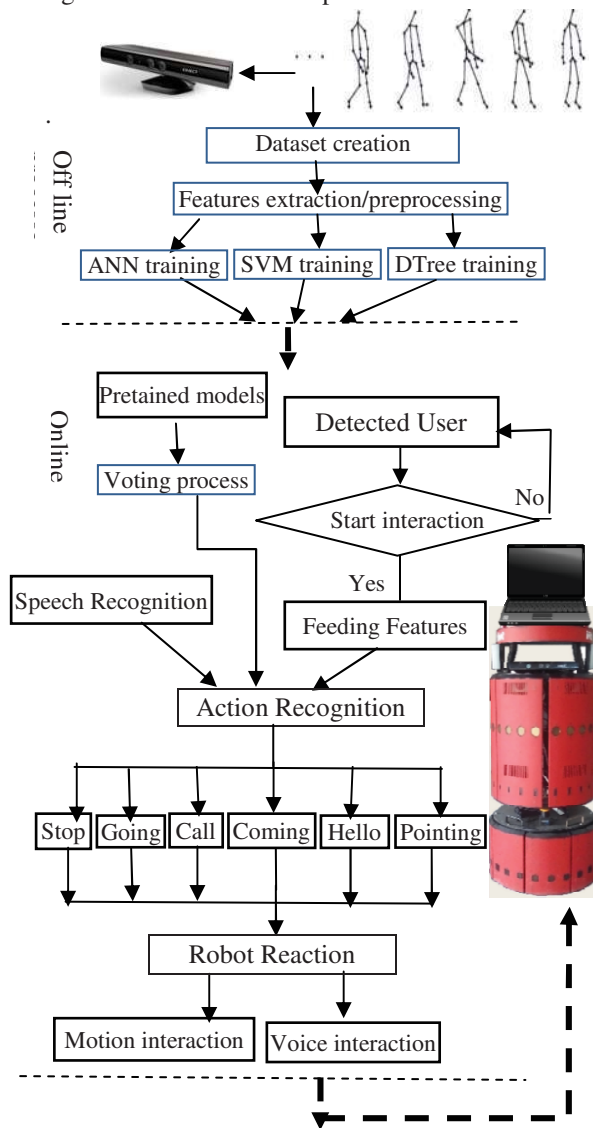 Off line
Dataset creation
Features extraction/preprocessing
ANN training
SVM training
DTree training
Online
Pretained models
Detected User
Voting process
No
Start interaction
Yes
Speech Recognition
Feeding Features
Action Recognition
Stop
Going
Call
Coming
Hello
Pointing
Robot Reaction
Motion interaction
Voice interaction